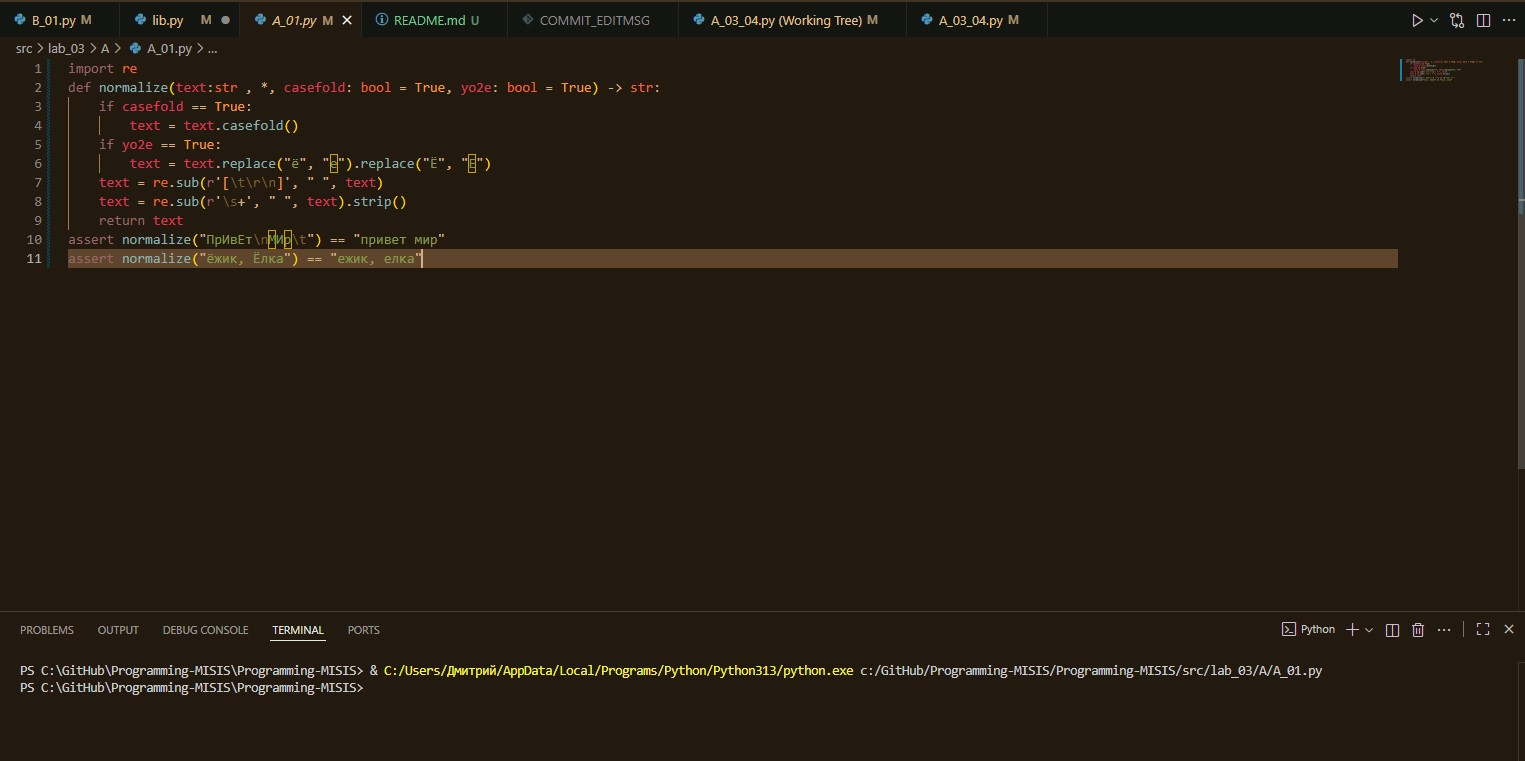 B_01.py M lib.py M A_01.py M README.md U COMMIT_EDITMSG A_03_04.py (Working Tree) M A_03_04.py M
src > lab_03 > A > A_01.py > ...
1 import re
2 def normalize(text:str , *, casefold: bool = True, yo2e: bool = True) -> str:
3 if casefold == True:
4 text = text.casefold()
5 if yo2e == True:
6 text = text.replace("ё", "е").replace("Ё", "Е")
7 text = re.sub(r'[\t\r\n]', " ", text)
8 text = re.sub(r'\s+', " ", text).strip()
9 return text
10 assert normalize("ПрИвЕт\nМИр\t") == "привет мир"
11 assert normalize("ёжик, Ёлка") == "ежик, елка"
PROBLEMS OUTPUT DEBUG CONSOLE TERMINAL PORTS Python
PS C:\GitHub\Programming-MISIS\Programming-MISIS> & C:/Users/Дмитрий/AppData/Local/Programs/Python/Python313/python.exe c:/GitHub/Programming-MISIS/Programming-MISIS/src/lab_03/A/A_01.py
PS C:\GitHub\Programming-MISIS\Programming-MISIS>